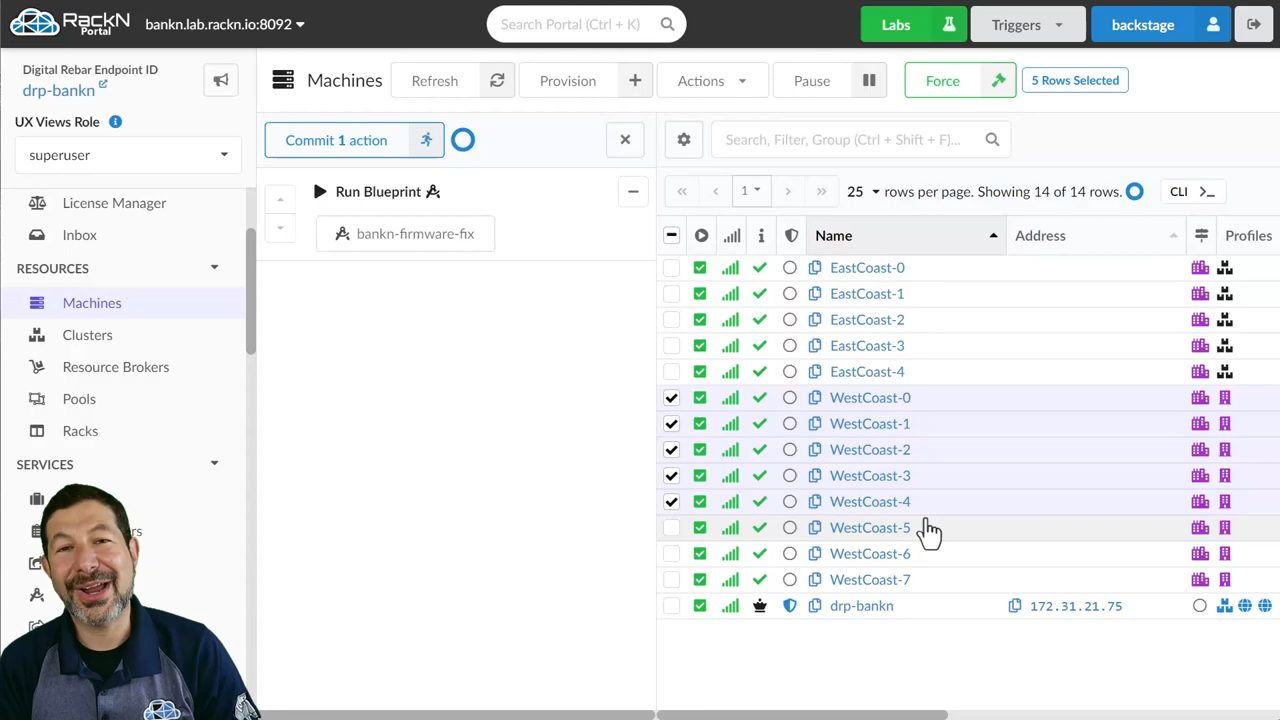 RackN
Portal
bankn.lab.rackn.io:8092
Search Portal (Ctrl + K)
Labs
Triggers
backstage
Digital Rebar Endpoint ID
drp-bankn
UX Views Role
superuser
License Manager
Inbox
RESOURCES
Machines
Clusters
Resource Brokers
Pools
Racks
SERVICES
Machines
Refresh
Provision
Actions
Pause
Force
5 Rows Selected
Commit 1 action
Run Blueprint
bankn-firmware-fix
Search, Filter, Group (Ctrl + Shift + F)...
1
25 rows per page. Showing 14 of 14 rows.
CLI
Name
Address
Profiles
EastCoast-0
EastCoast-1
EastCoast-2
EastCoast-3
EastCoast-4
WestCoast-0
WestCoast-1
WestCoast-2
WestCoast-3
WestCoast-4
WestCoast-5
WestCoast-6
WestCoast-7
drp-bankn 172.31.21.75